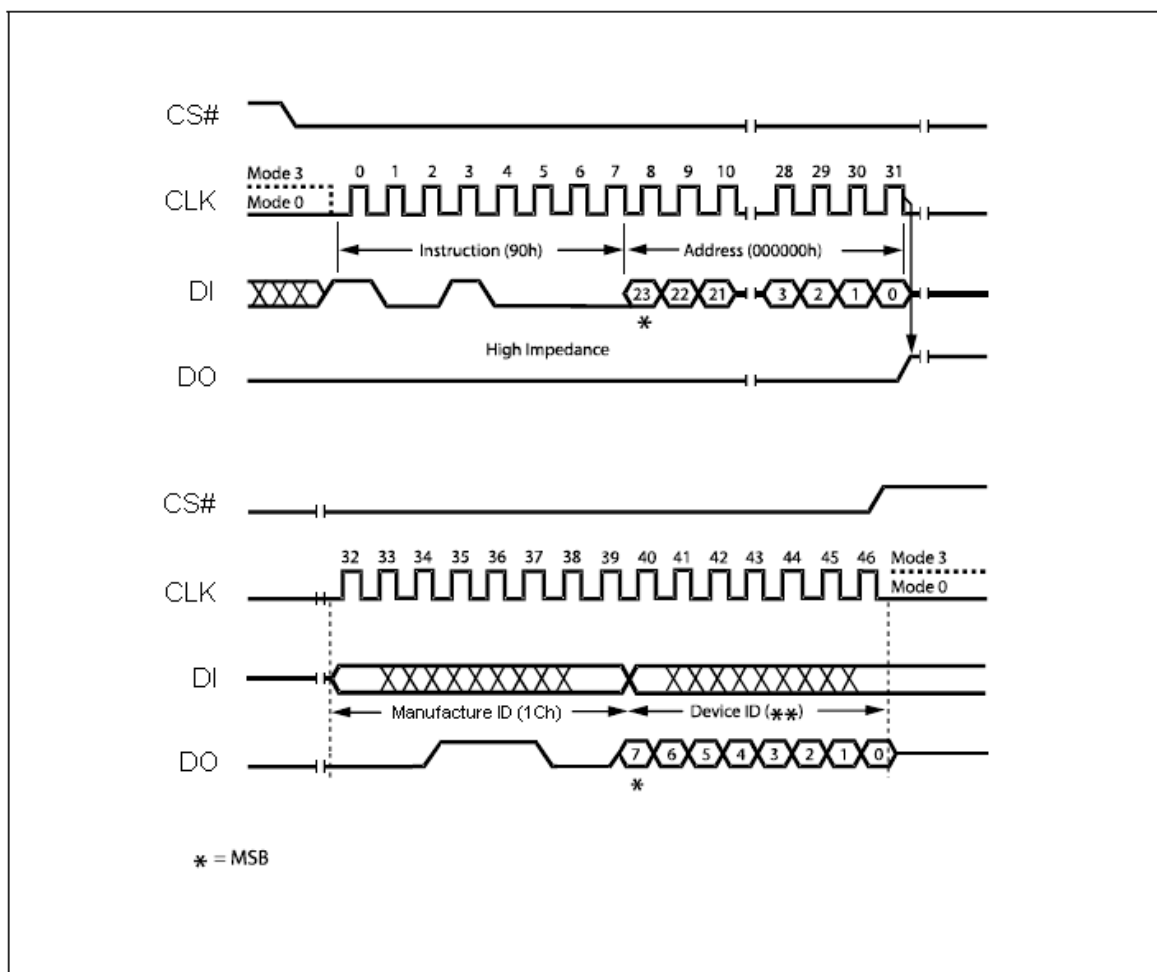 CS#
Mode 3 0 1 2 3 4 5 6 7 8 9 10 28 29 30 31
CLK Mode 0
Instruction (90h) Address (000000h)
DI 23 22 21 3 2 1 0
*
High Impedance
DO
CS#
32 33 34 35 36 37 38 39 40 41 42 43 44 45 46 Mode 3
CLK Mode 0
DI
Manufacture ID (1Ch) Device ID (**)
DO 7 6 5 4 3 2 1 0
*
* = MSB